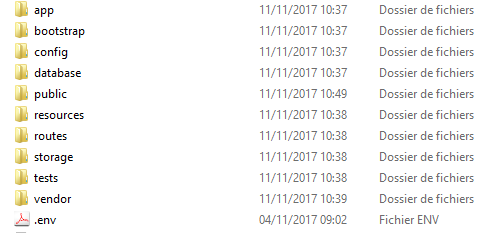 app 11/11/2017 10:37 Dossier de fichiers
bootstrap 11/11/2017 10:37 Dossier de fichiers
config 11/11/2017 10:37 Dossier de fichiers
database 11/11/2017 10:37 Dossier de fichiers
public 11/11/2017 10:49 Dossier de fichiers
resources 11/11/2017 10:38 Dossier de fichiers
routes 11/11/2017 10:38 Dossier de fichiers
storage 11/11/2017 10:38 Dossier de fichiers
tests 11/11/2017 10:38 Dossier de fichiers
vendor 11/11/2017 10:39 Dossier de fichiers
.env 04/11/2017 09:02 Fichier ENV